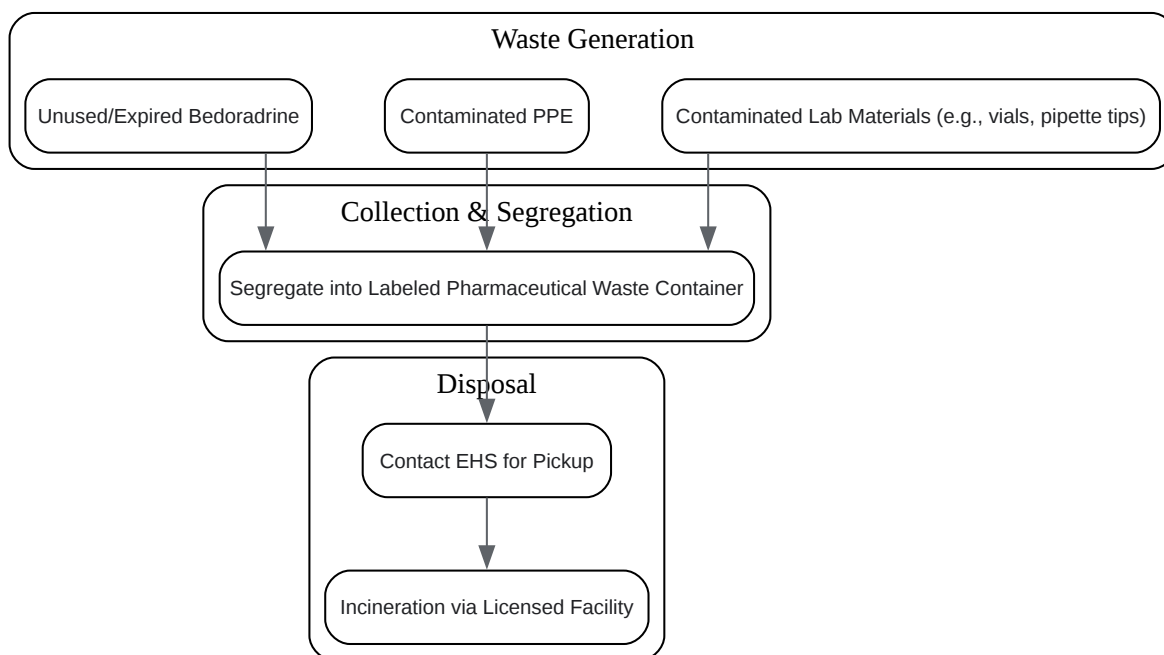 Waste Generation
Unused/Expired Bedoradrine
Contaminated PPE
Contaminated Lab Materials (e.g., vials, pipette tips)
Collection & Segregation
Segregate into Labeled Pharmaceutical Waste Container
Disposal
Contact EHS for Pickup
Incineration via Licensed Facility